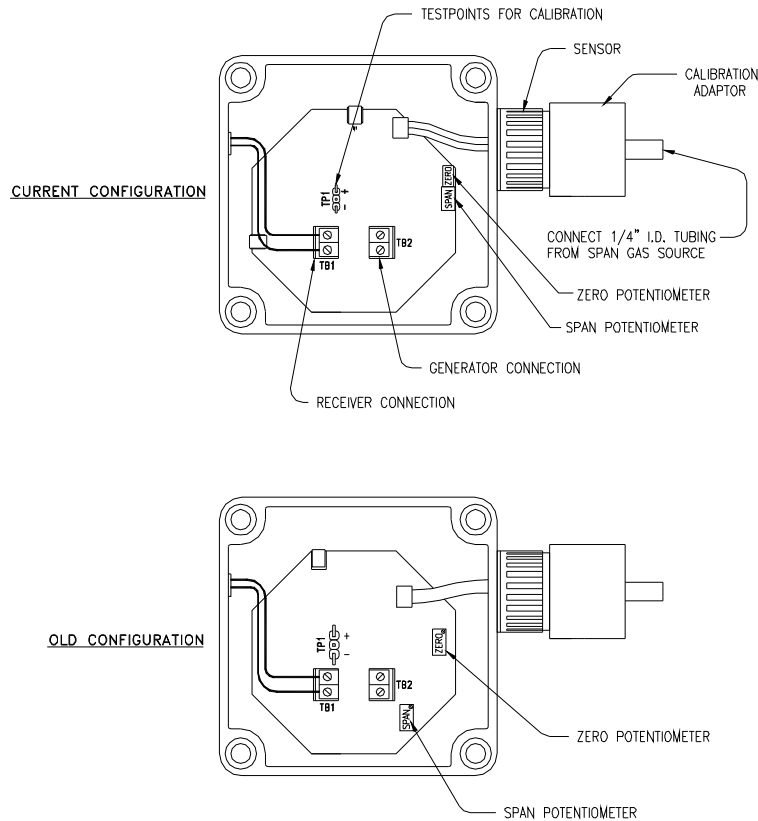 TESTPOINTS FOR CALIBRATION
SENSOR
CALIBRATION
ADAPTOR
CURRENT CONFIGURATION
TP1
+
-
ZERO
SPAN
TB1
TB2
CONNECT 1/4" I.D. TUBING
FROM SPAN GAS SOURCE
ZERO POTENTIOMETER
SPAN POTENTIOMETER
GENERATOR CONNECTION
RECEIVER CONNECTION
OLD CONFIGURATION
TP1
+
-
ZERO
TB1
TB2
SPAN
ZERO POTENTIOMETER
SPAN POTENTIOMETER